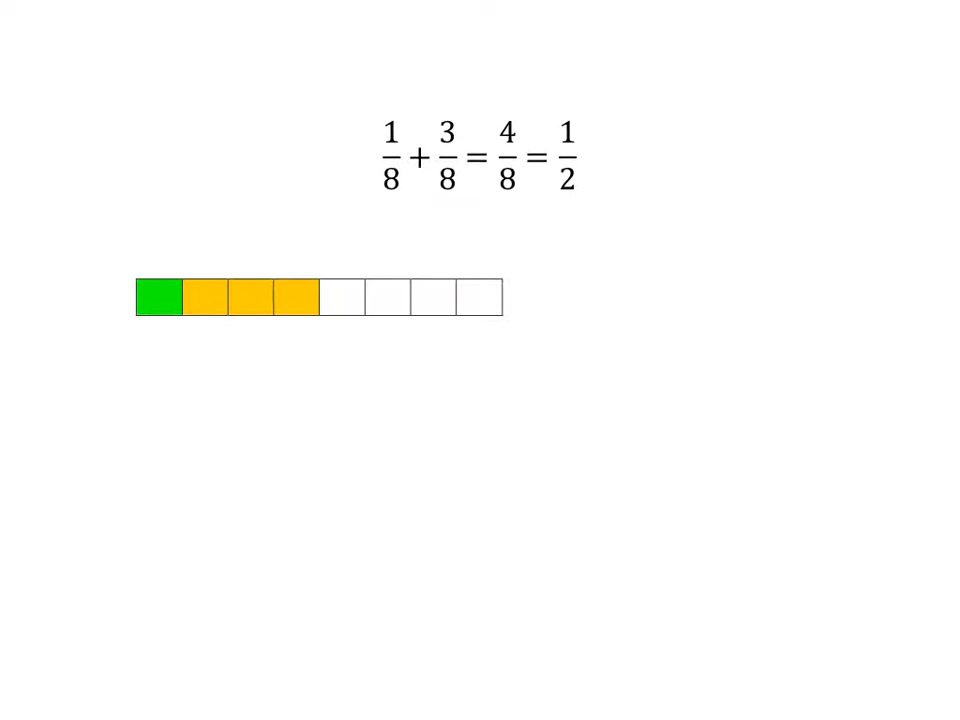 1/8 + 3/8 = 4/8 = 1/2